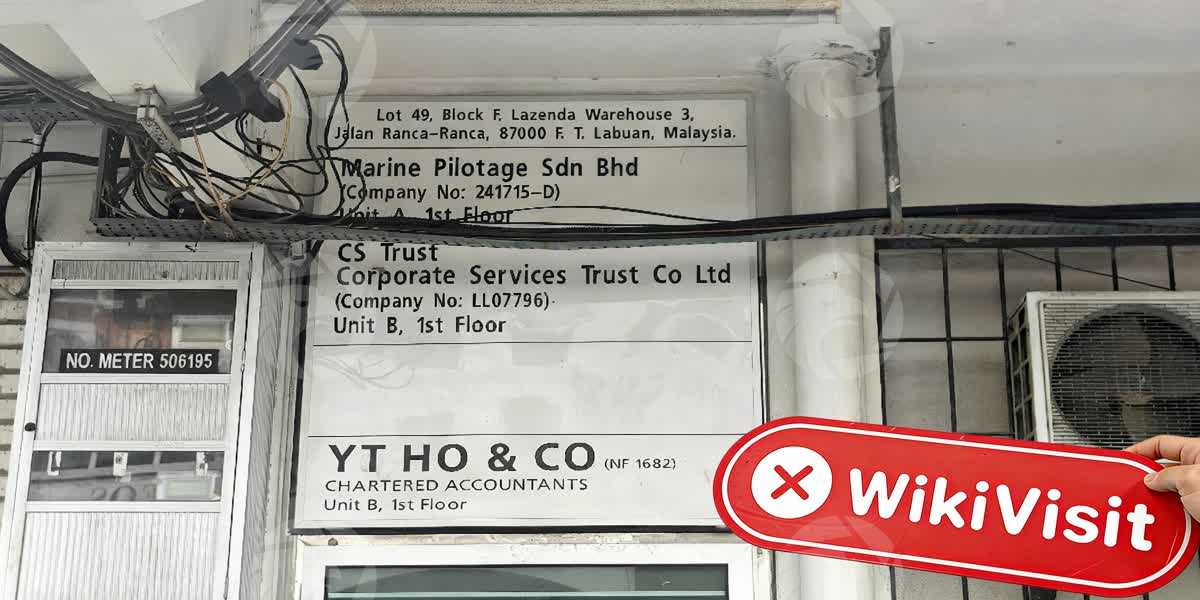 Lot 49, Block F, Lazenda Warehouse 3,
Jalan Ranca-Ranca, 87000 F. T. Labuan, Malaysia.
Marine Pilotage Sdn Bhd
(Company No: 241715-D)
Unit A, 1st Floor
CS Trust
Corporate Services Trust Co Ltd
(Company No: LL07796)
Unit B, 1st Floor
NO. METER 506195
YT HO & CO (NF 1682)
CHARTERED ACCOUNTANTS
Unit B, 1st Floor
WikiVisit